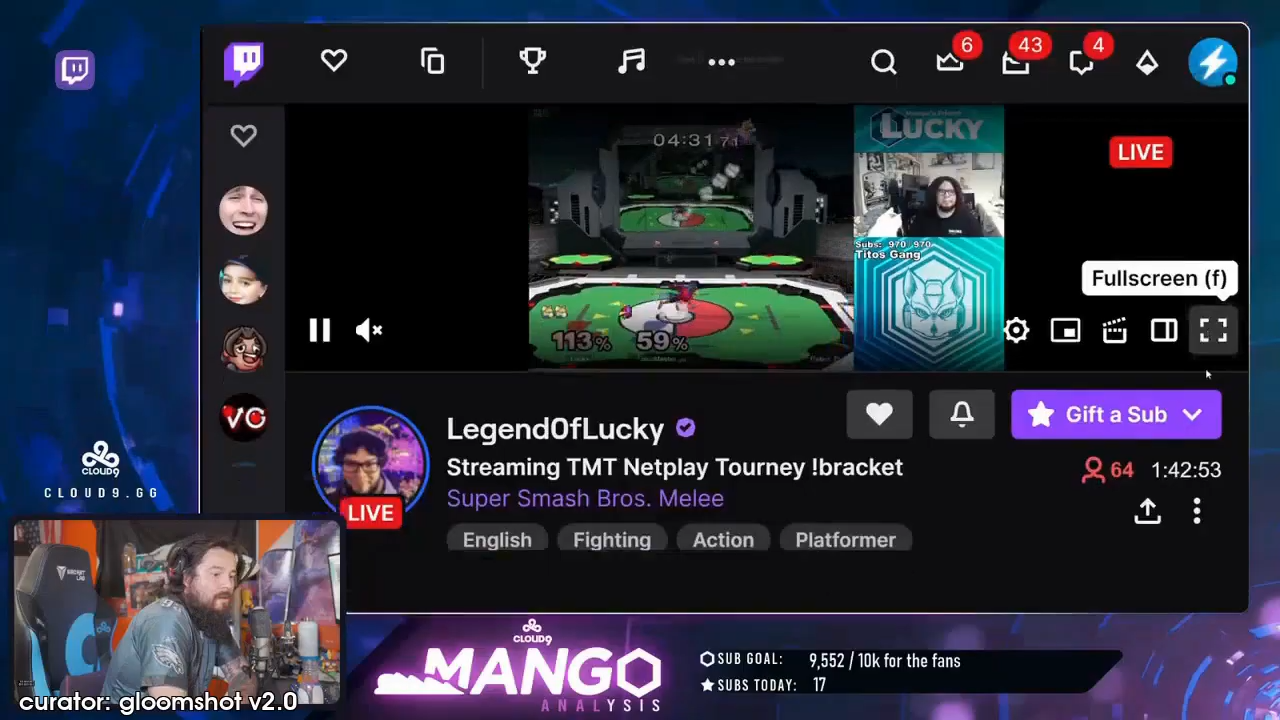 6
43
4
04:31 71
LUCKY
LIVE
Subs: 970 970
Titos Gang
Fullscreen (f)
113%
59%
VG
LegendOfLucky
Gift a Sub
Streaming TMT Netplay Tourney !bracket
64
1:42:53
Super Smash Bros. Melee
LIVE
English
Fighting
Action
Platformer
CLOUD9
CLOUD9.GG
CLOUD9
MANGO
ANALYSIS
SUB GOAL: 9,552 / 10k for the fans
SUBS TODAY: 17
curator: gloomshot v2.0